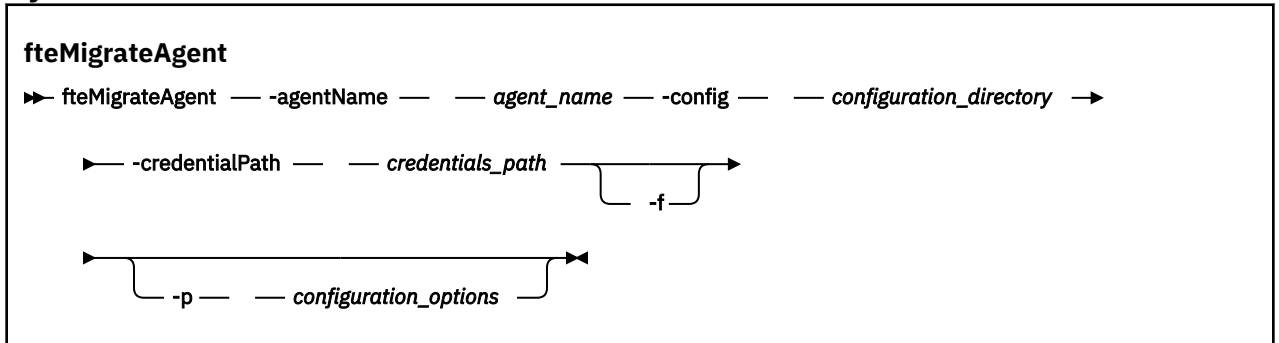 fteMigrateAgent
fteMigrateAgent -agentName agent_name -config configuration_directory
-credentialPath credentials_path
-f
-p configuration_options